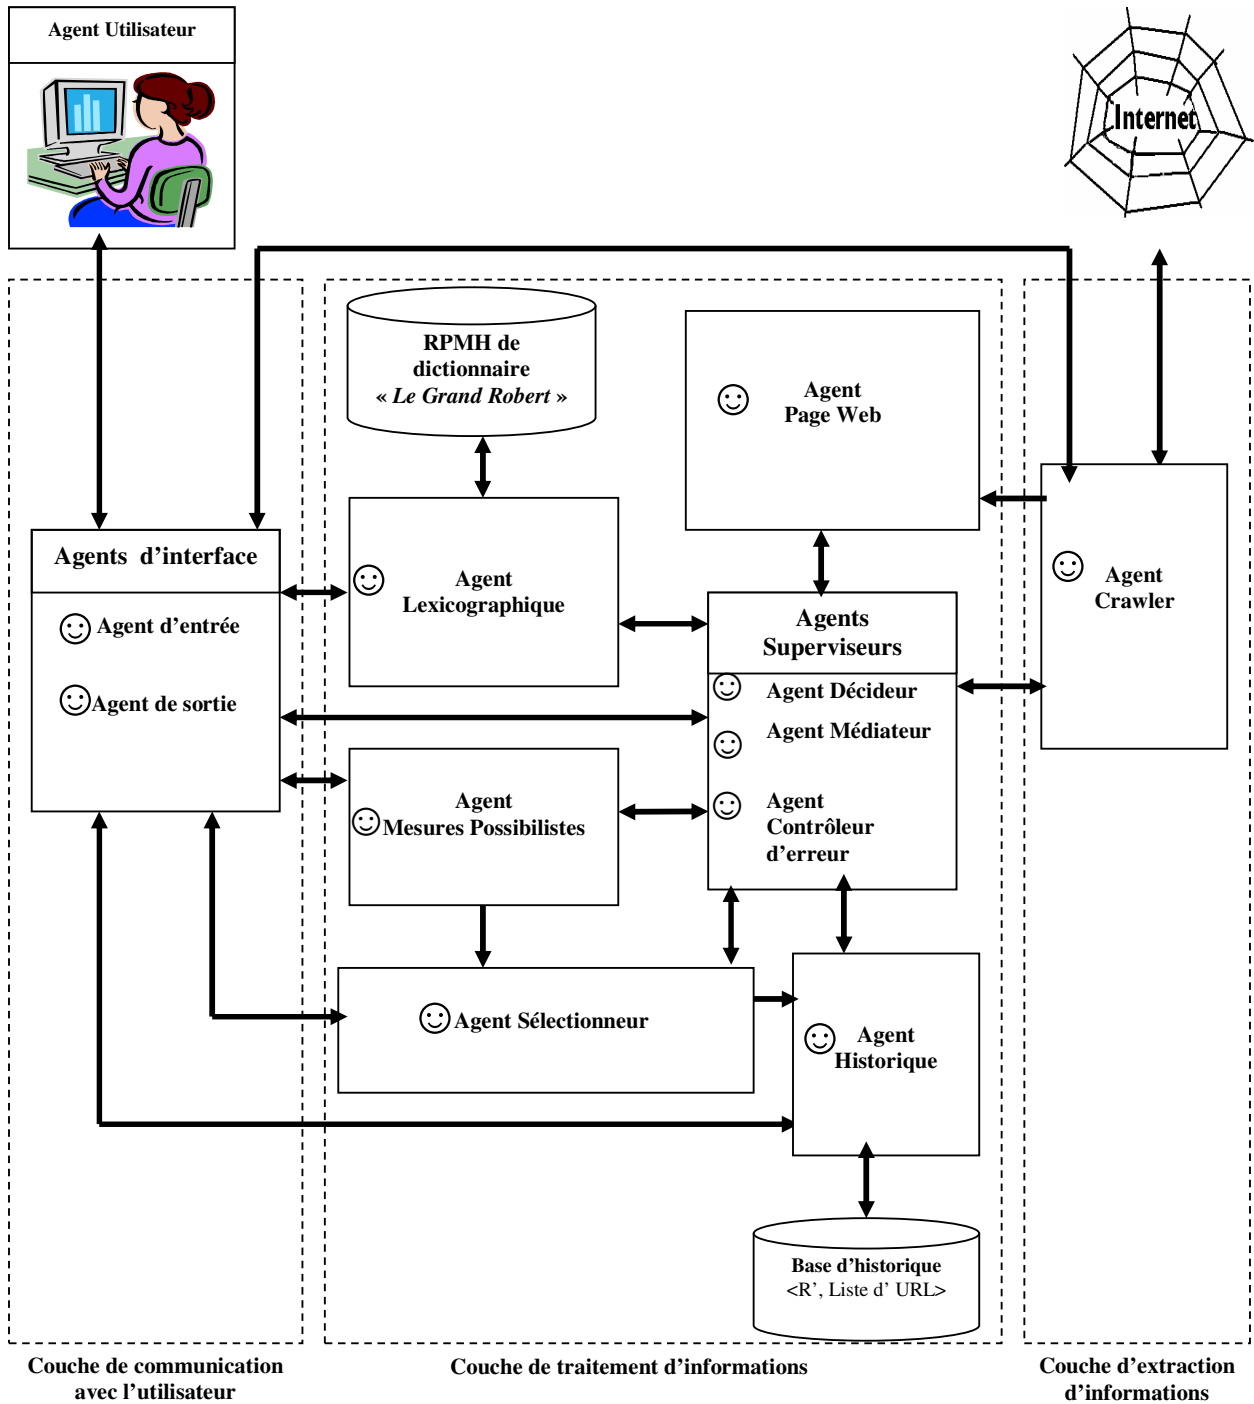 Agent Utilisateur
Internet
RPMH de
dictionnaire
« Le Grand Robert »
Agent
Page Web
Agents d’interface
Agent d’entrée
Agent de sortie
Agent
Lexicographique
Agents
Superviseurs
Agent Décideur
Agent Médiateur
Agent
Contrôleur
d’erreur
Agent
Crawler
Agent
Mesures Possibilistes
Agent Sélectionneur
Agent
Historique
Base d’historique
<R’, Liste d’ URL>
Couche de communication
avec l’utilisateur
Couche de traitement d’informations
Couche d’extraction
d’informations